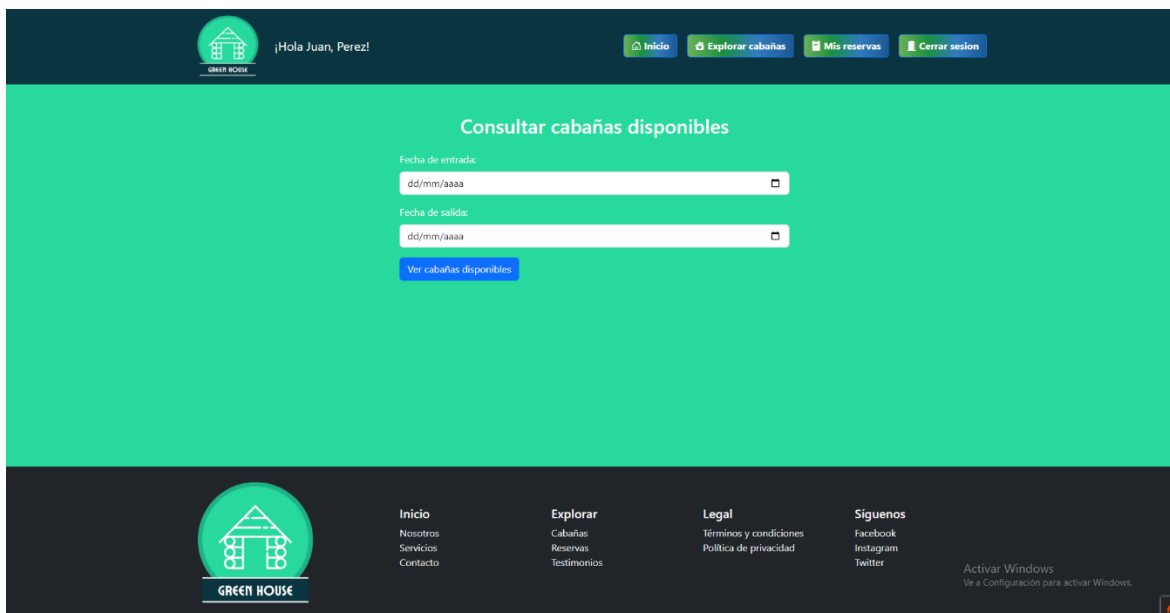 GREEN HOUSE
¡Hola Juan, Perez!
Inicio
Explorar cabañas
Mis reservas
Cerrar sesion
Consultar cabañas disponibles
Fecha de entrada:
dd/mm/aaaa
Fecha de salida:
dd/mm/aaaa
Ver cabañas disponibles
GREEN HOUSE
Inicio
Nosotros
Servicios
Contacto
Explorar
Cabañas
Reservas
Testimonios
Legal
Términos y condiciones
Política de privacidad
Síguenos
Facebook
Instagram
Twitter
Activar Windows
Ve a Configuración para activar Windows.